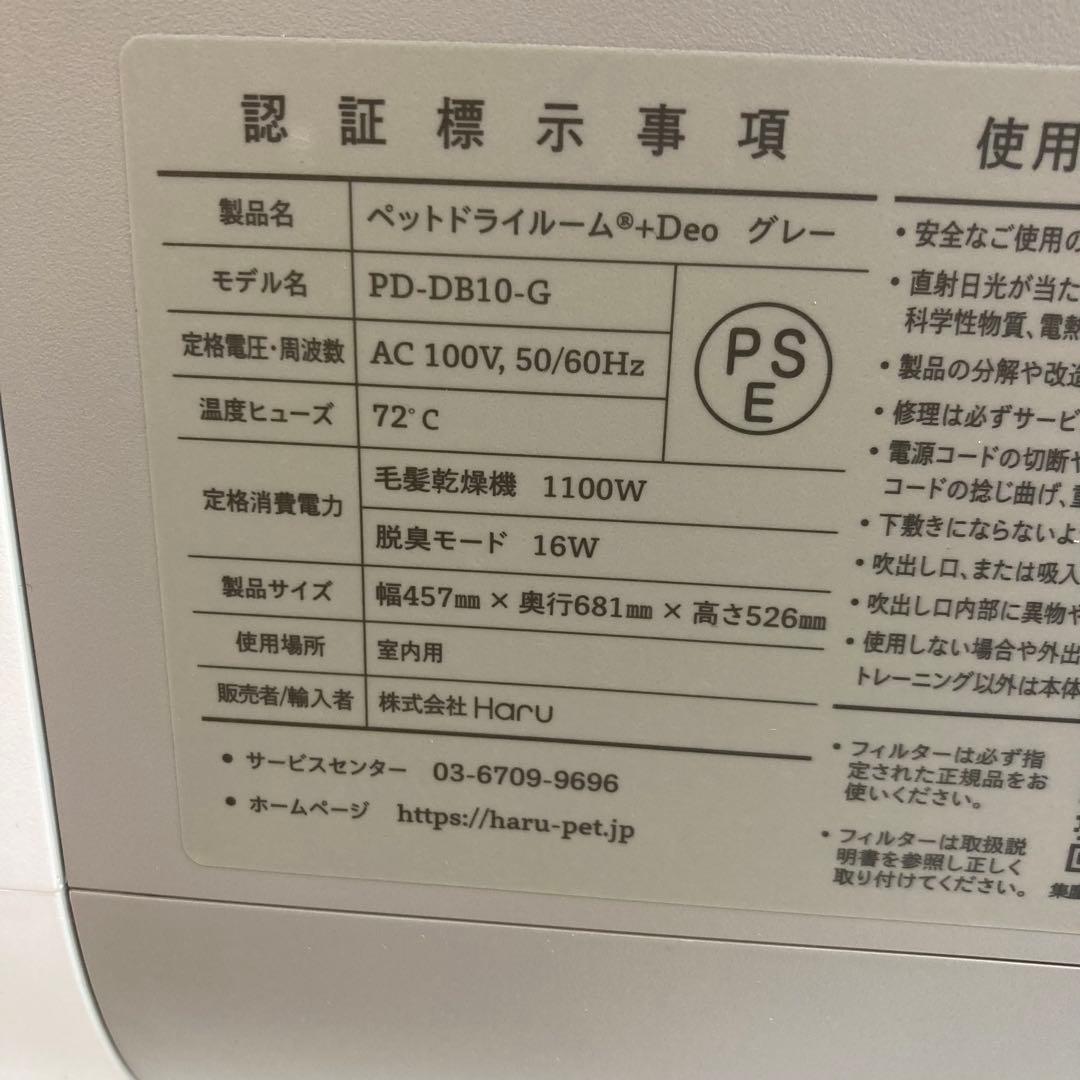 認証標示事項
製品名 ペットドライルーム®+Deo グレー
モデル名 PD-DB10-G
定格電圧・周波数 AC 100V, 50/60Hz
温度ヒューズ 72°C
PSE
定格消費電力 毛髪乾燥機 1100W
脱臭モード 16W
製品サイズ 幅457㎜ × 奥行681㎜ × 高さ526㎜
使用場所 室内用
販売者/輸入者 株式会社 Haru
• サービスセンター 03-6709-9696
• ホームページ https://haru-pet.jp
使用
• 安全なご使用の
• 直射日光が当た
科学性物質、電熱
• 製品の分解や改造
• 修理は必ずサービ
• 電源コードの切断や
コードの捻じ曲げ、重
• 下敷きにならないよ
• 吹出し口、または吸入
• 吹出し口内部に異物や
• 使用しない場合や外出
トレーニング以外は本体
• フィルターは必ず指
定された正規品をお
使いください。
• フィルターは取扱説
明書を参照し正しく
取り付けてください。